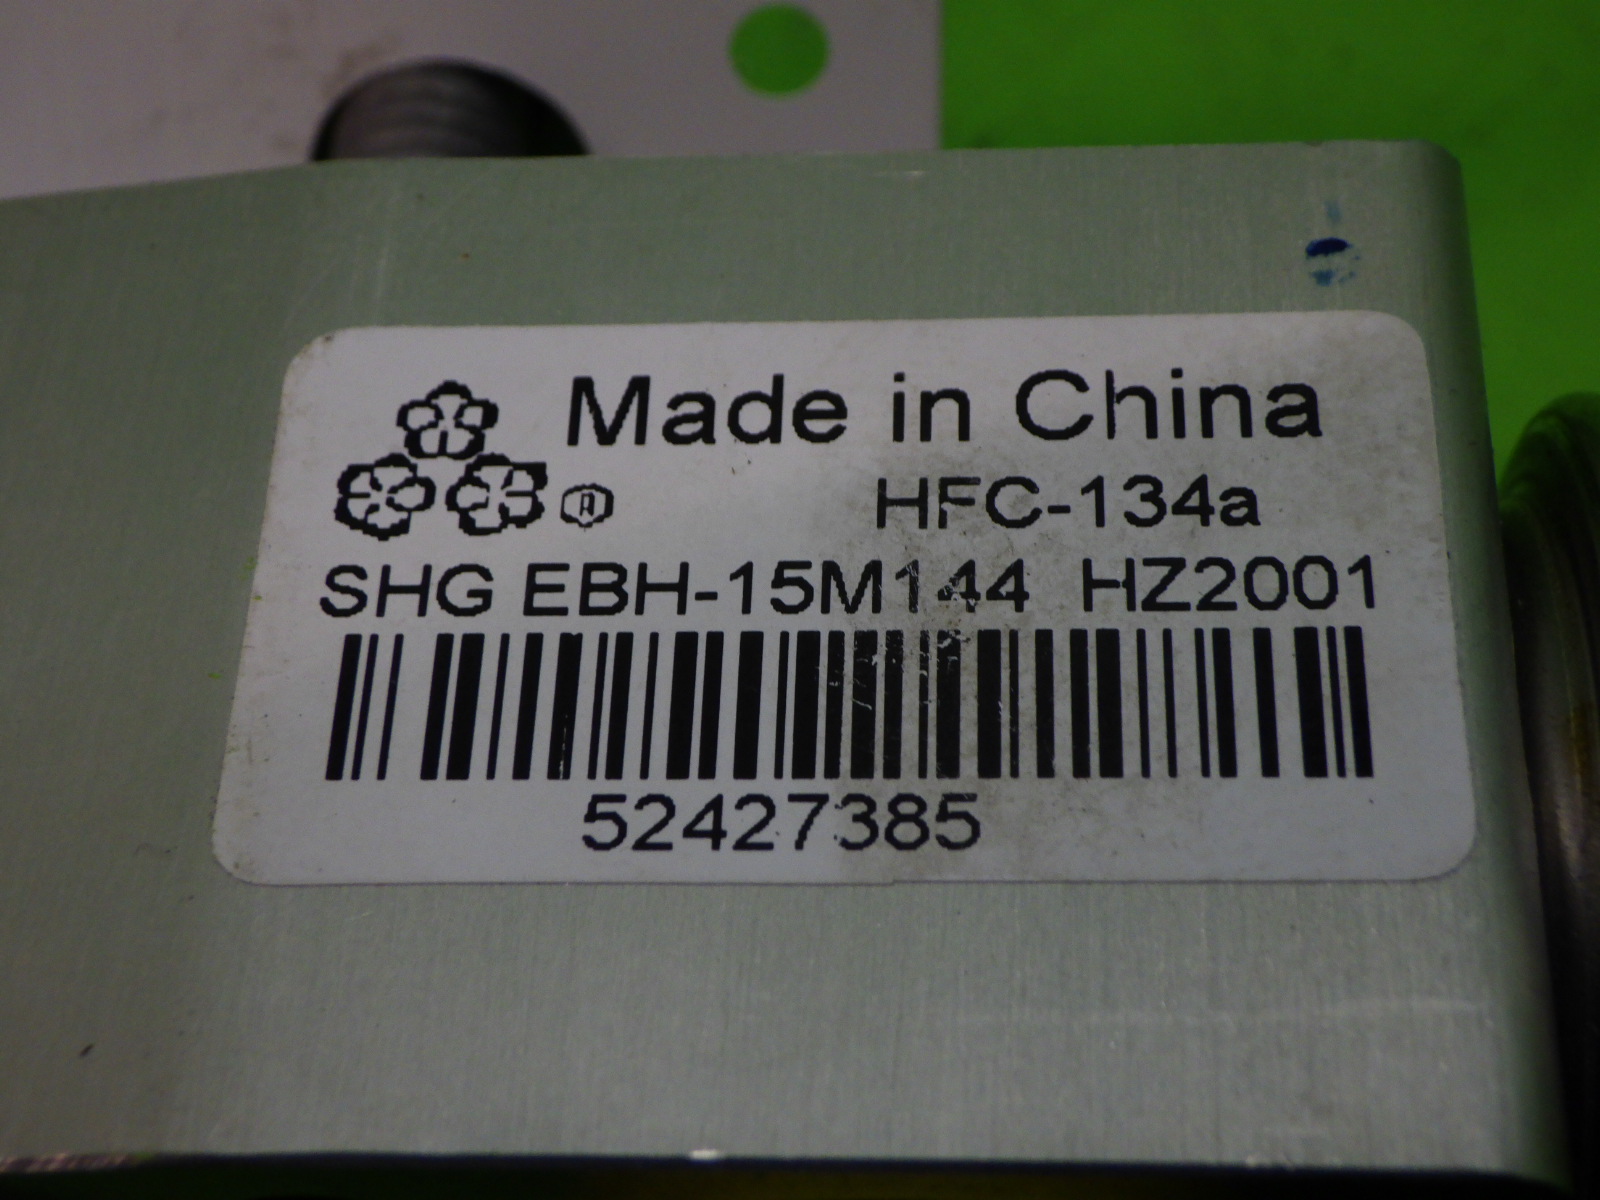 Made in China
HFC-134a
SHG EBH-15M144 HZ2001
52427385